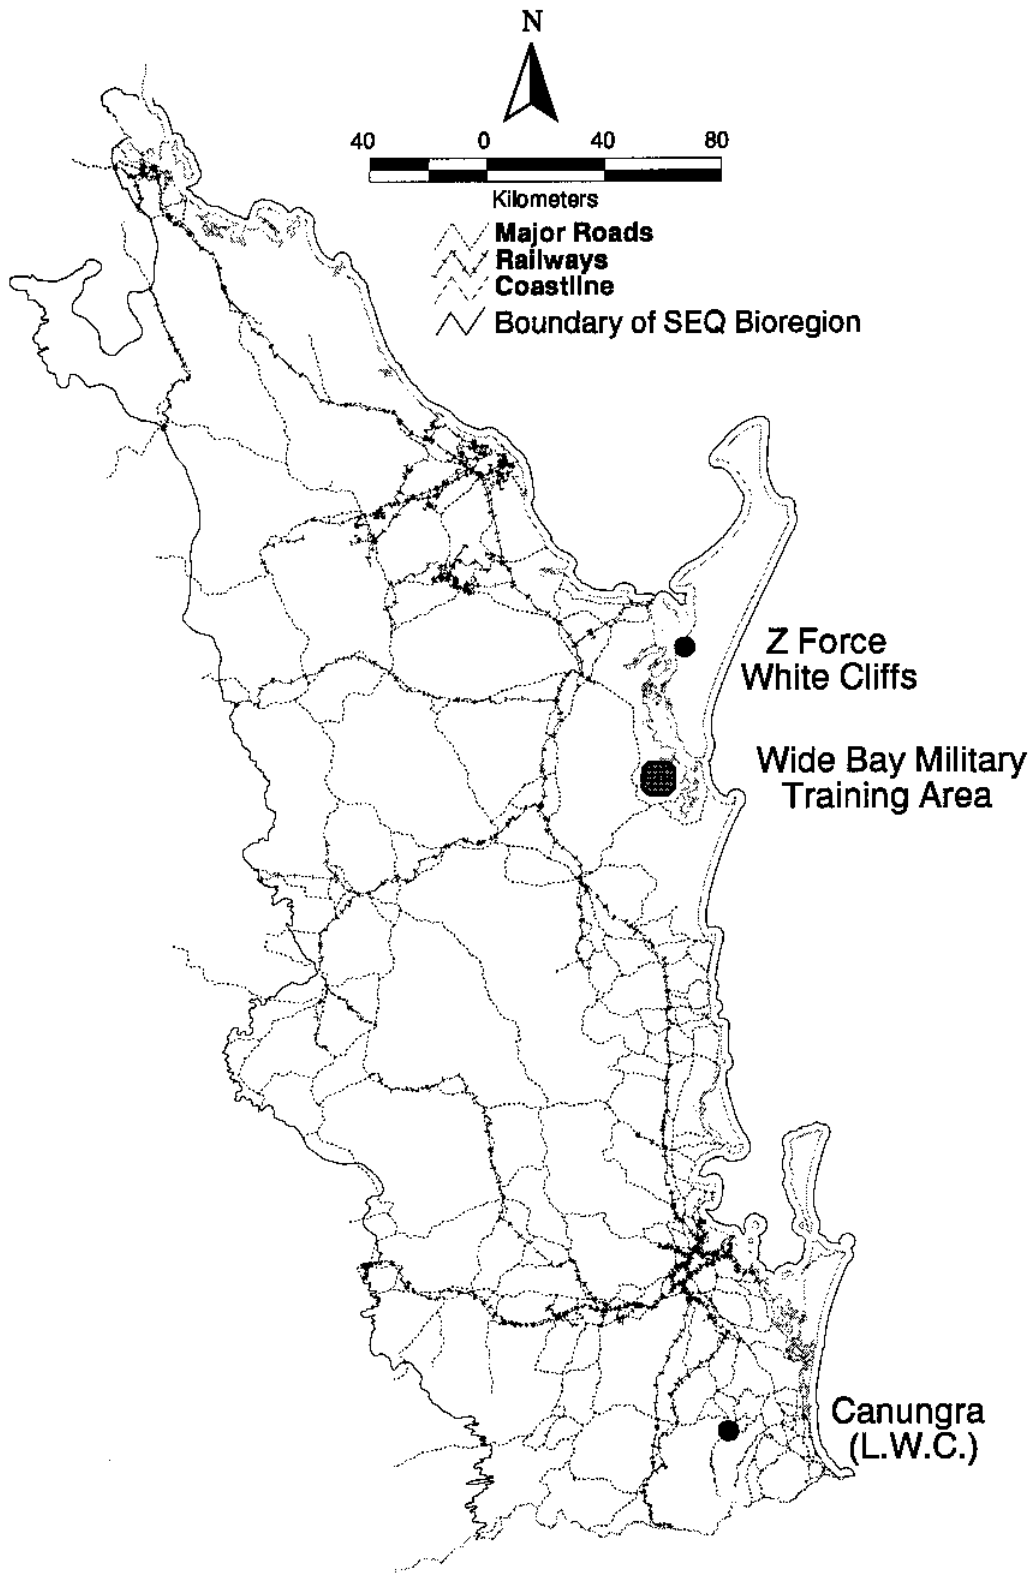 N
40 0 40 80
Kilometers
Major Roads
Railways
Coastline
Boundary of SEQ Bioregion
Z Force
White Cliffs
Wide Bay Military
Training Area
Canungra
(L.W.C.)